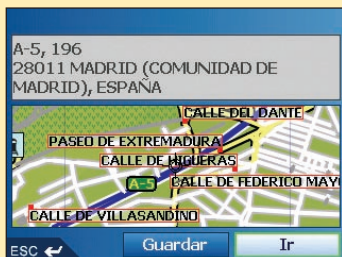 A-5, 196
28011 MADRID (COMUNIDAD DE
MADRID), ESPAÑA
CALLE DEL DANTE
PASEO DE EXTREMADURA
CALLE DE HIGUERAS
A-5
CALLE DE FEDERICO MAYO
CALLE DE VILLASANDINO
ESC
Guardar
Ir